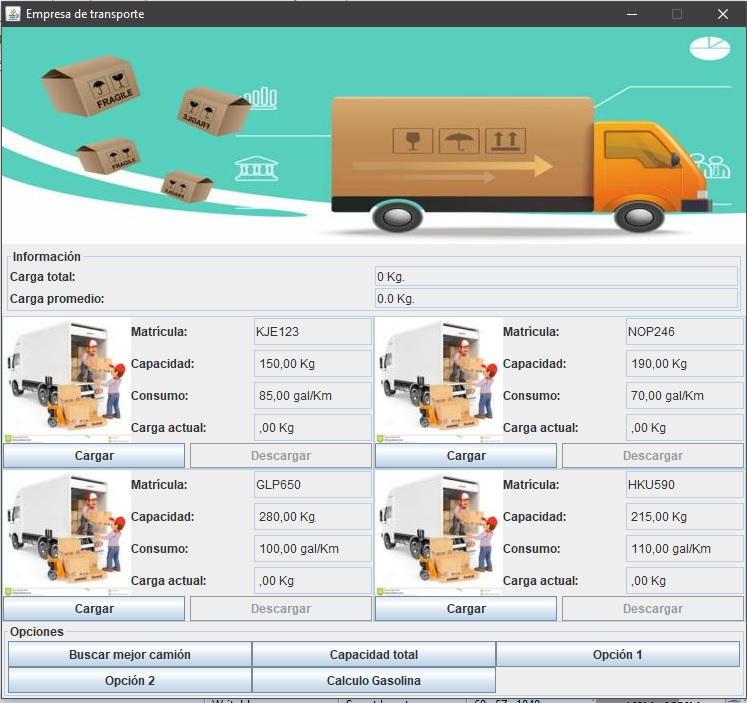 Empresa de transporte
FRAGILE
FRAGILE
FRAGILE
FRAGILE
Información
Carga total: 0 Kg.
Carga promedio: 0.0 Kg.
Matrícula: KJE123
Capacidad: 150,00 Kg
Consumo: 85,00 gal/Km
Carga actual: ,00 Kg
Cargar Descargar
Matrícula: NOP246
Capacidad: 190,00 Kg
Consumo: 70,00 gal/Km
Carga actual: ,00 Kg
Cargar Descargar
Matrícula: GLP650
Capacidad: 280,00 Kg
Consumo: 100,00 gal/Km
Carga actual: ,00 Kg
Cargar Descargar
Matrícula: HKU590
Capacidad: 215,00 Kg
Consumo: 110,00 gal/Km
Carga actual: ,00 Kg
Cargar Descargar
Opciones
Buscar mejor camión Capacidad total Opción 1
Opción 2 Calculo Gasolina